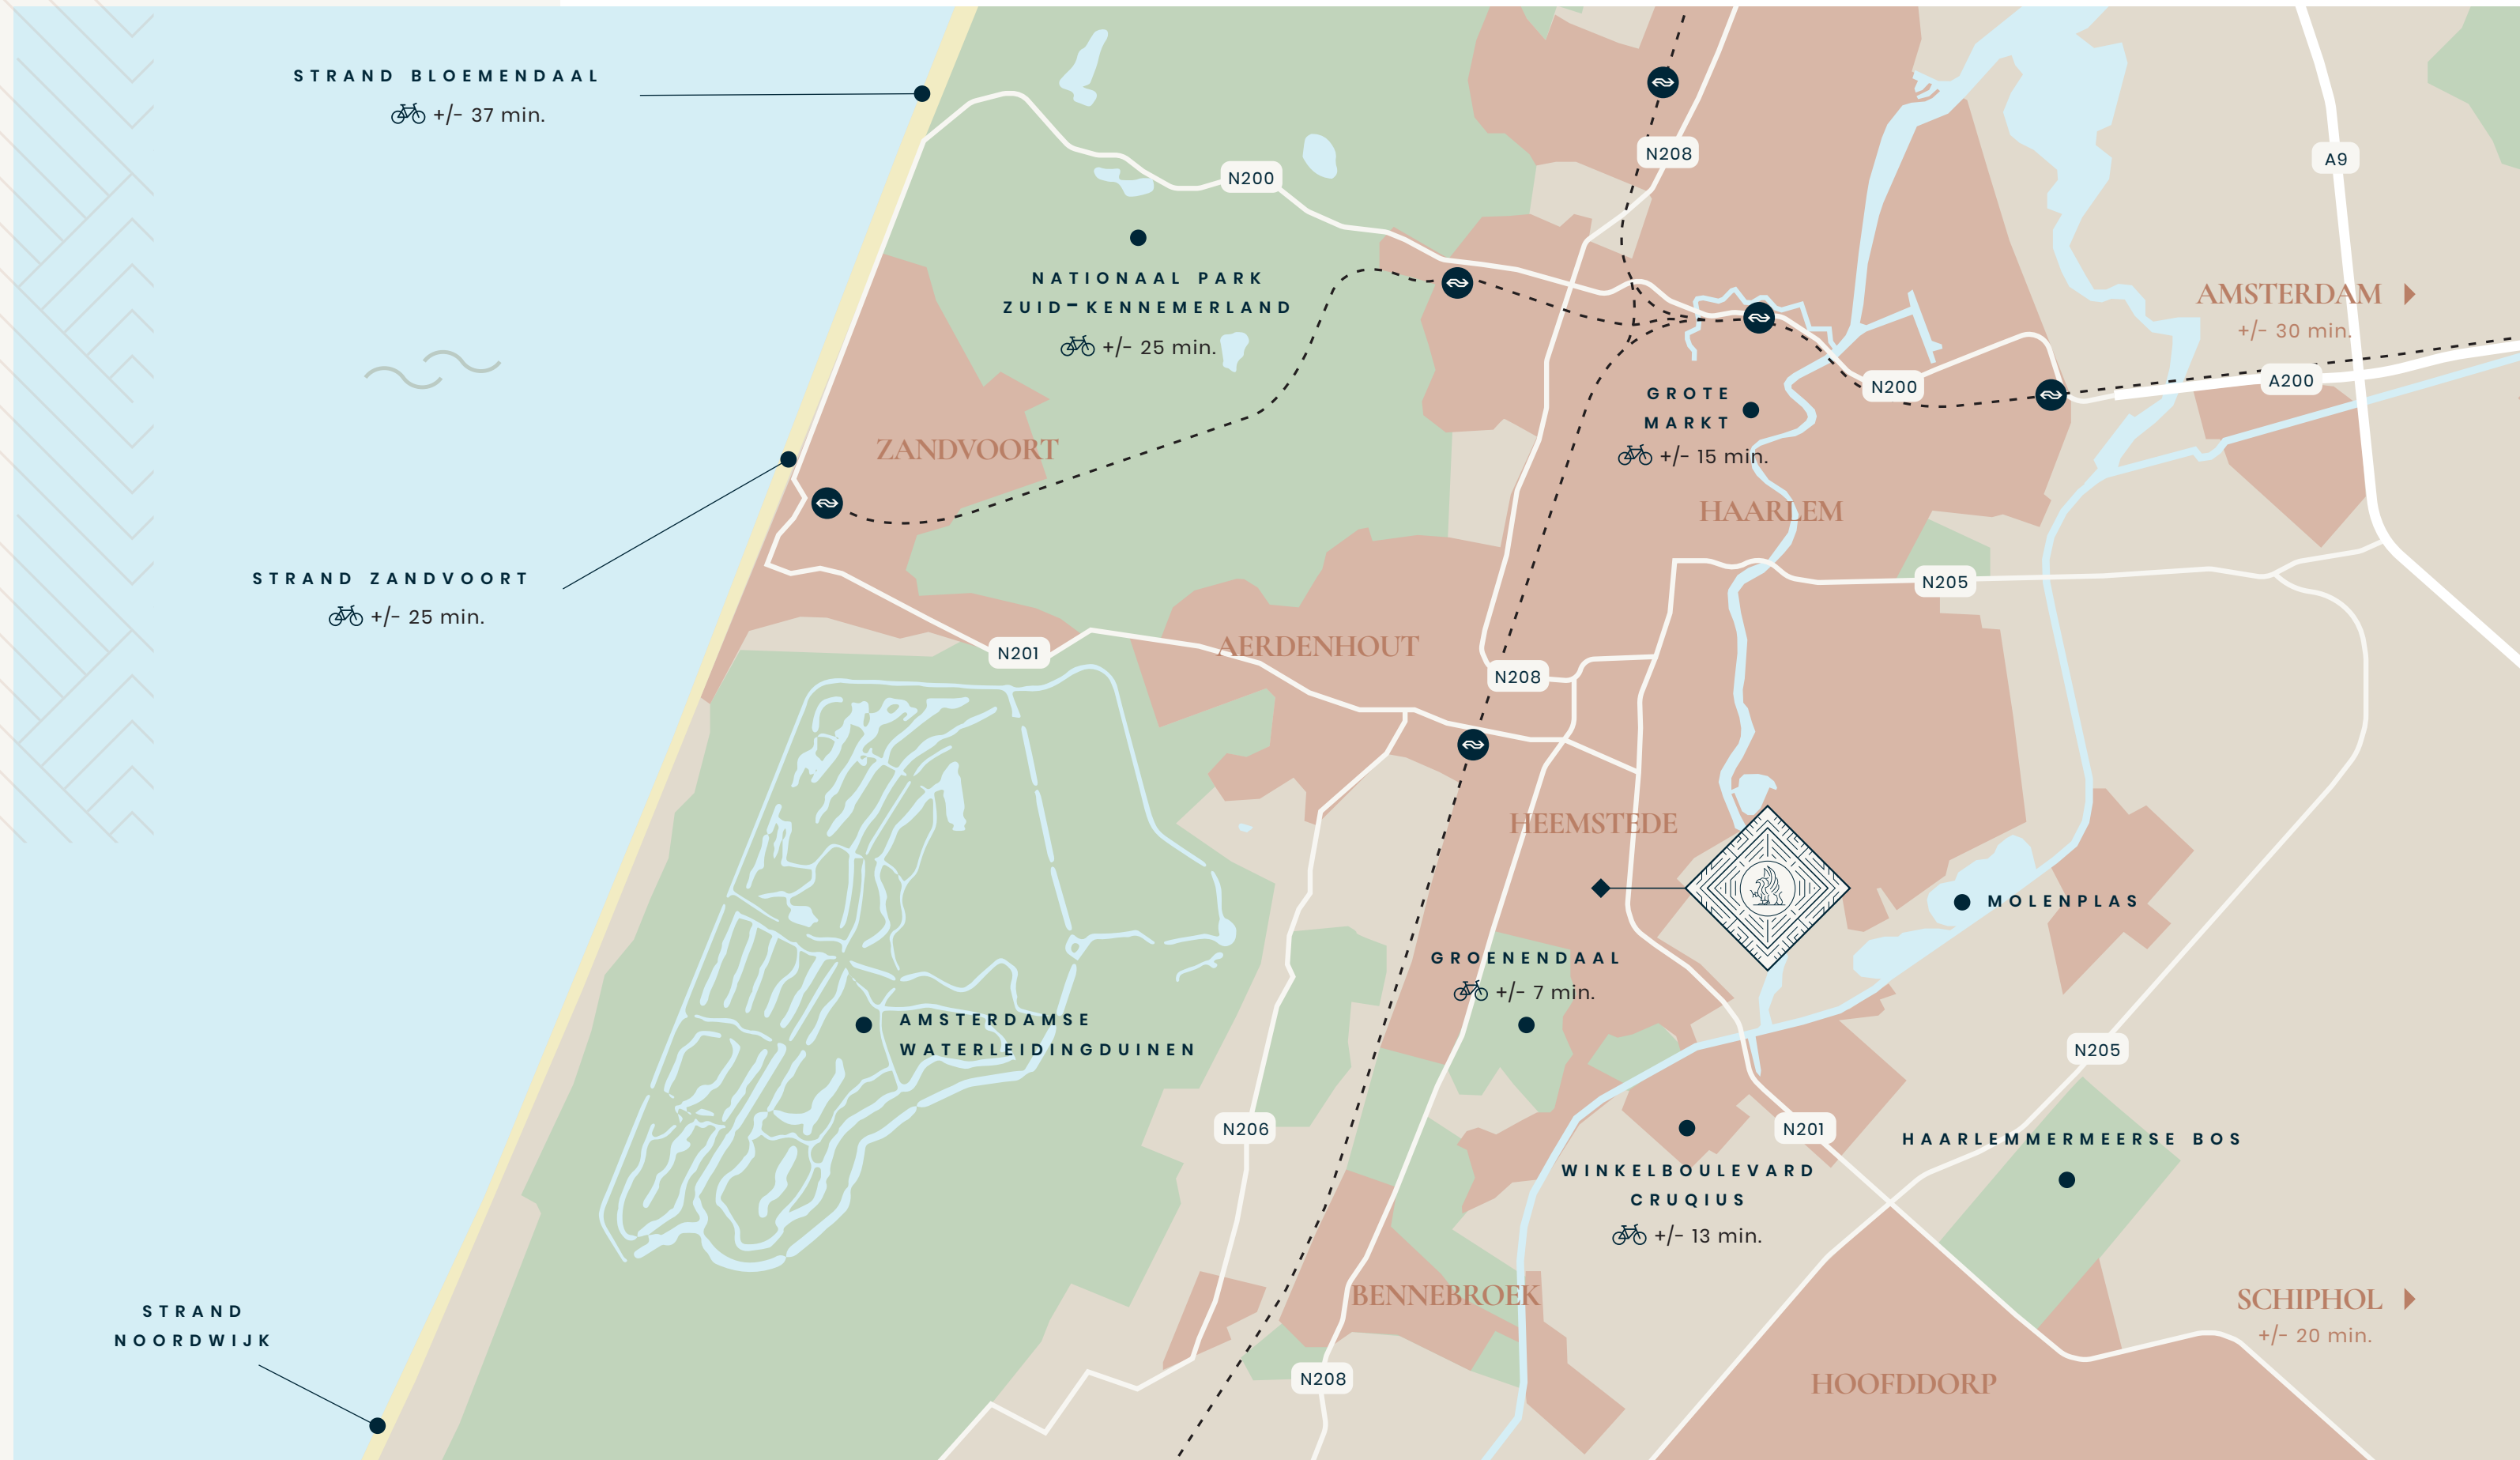 STRAND BLOEMENDAAL
+/- 37 min.
N208
A9
N200
NATIONAAL PARK
ZUID-KENNEMERLAND
+/- 25 min.
AMSTERDAM
+/- 30 min.
A200
N200
GROTE
MARKT
+/- 15 min.
ZANDVOORT
HAARLEM
STRAND ZANDVOORT
+/- 25 min.
N205
N201
AERDENHOUT
N208
HEEMSTEDE
MOLENPLAS
GROENENDAAL
+/- 7 min.
AMSTERDAMSE
WATERLEIDINGDUINEN
N205
N206
N201
HAARLEMMERMEERSE BOS
WINKELBOULEVARD
CRUQIUS
+/- 13 min.
STRAND
NOORDWIJK
BENNEBROEK
SCHIPHOL
+/- 20 min.
N208
HOOFDDORP